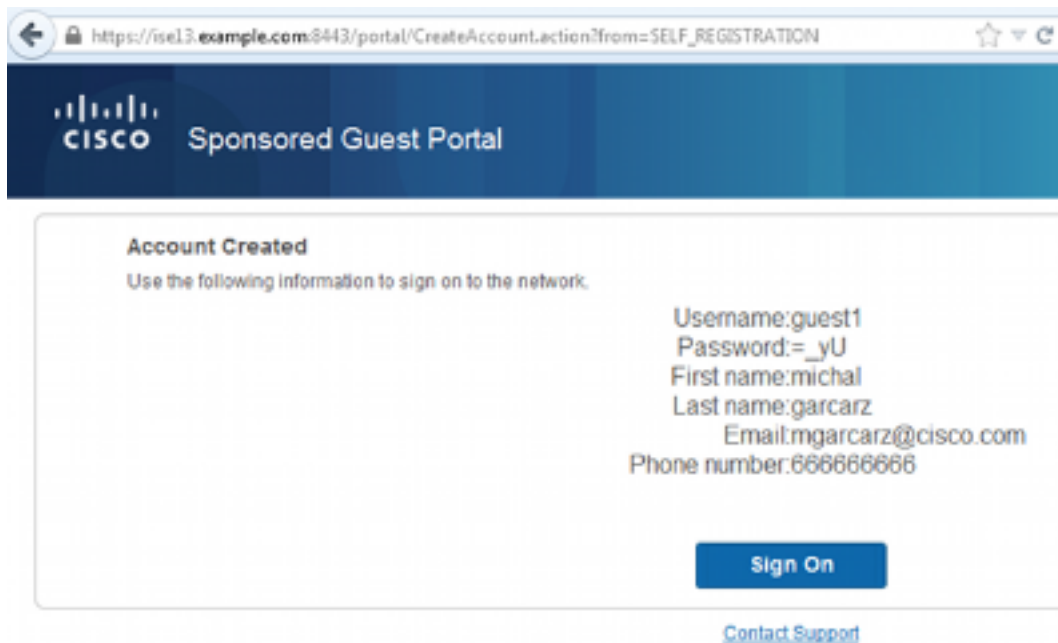 https://ise13.example.com:8443/portal/CreateAccount.action?from=SELF_REGISTRATION
CISCO Sponsored Guest Portal
Account Created
Use the following information to sign on to the network.
Username:guest1
Password:=_yU
First name:michal
Last name:garcarz
Email:mgarcarz@cisco.com
Phone number:666666666
Sign On
Contact Support